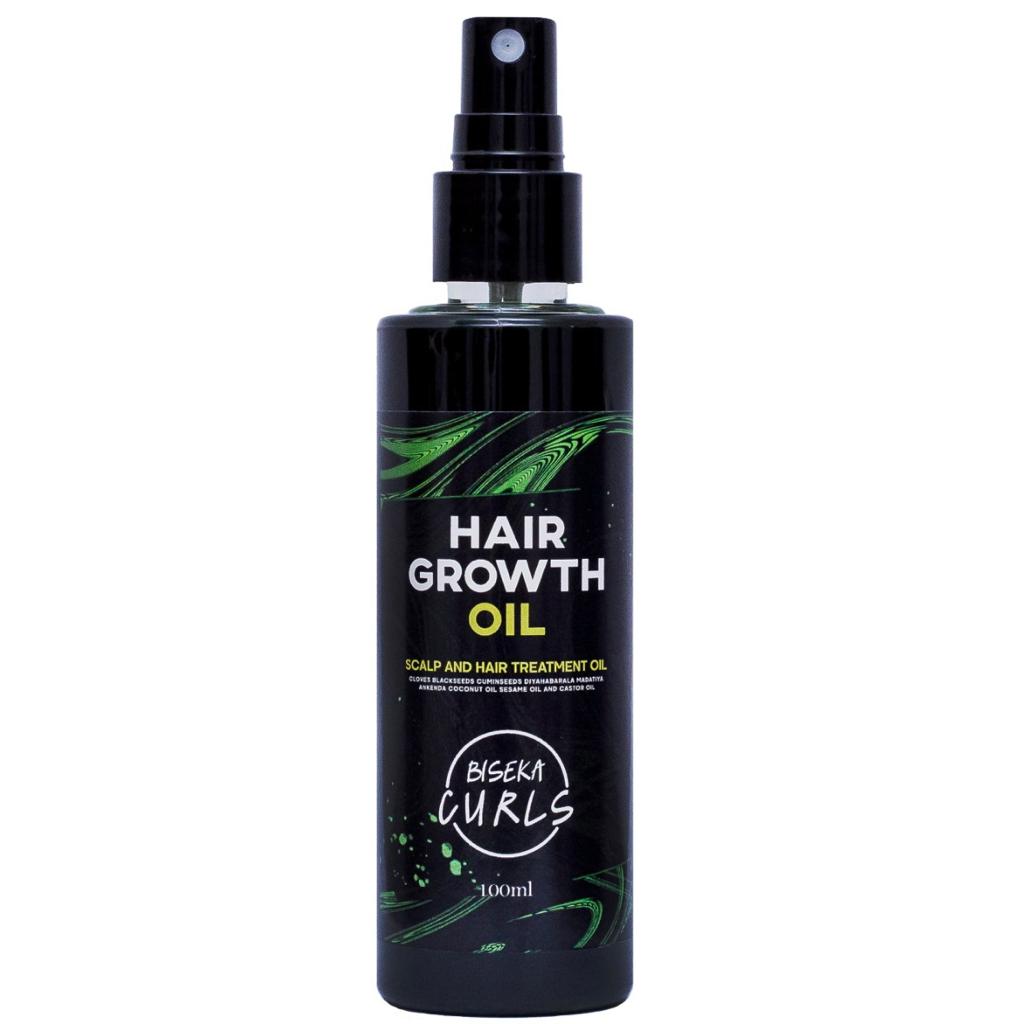 HAIR
GROWTH
OIL
SCALP AND HAIR TREATMENT OIL
CLOVES BLACKSEEDS CUMINSEEDS DIYAHABARALA MADATIYA
ANKENDA COCONUT OIL SESAME OIL AND CASTOR OIL
BISEKA
CURLS
100ml